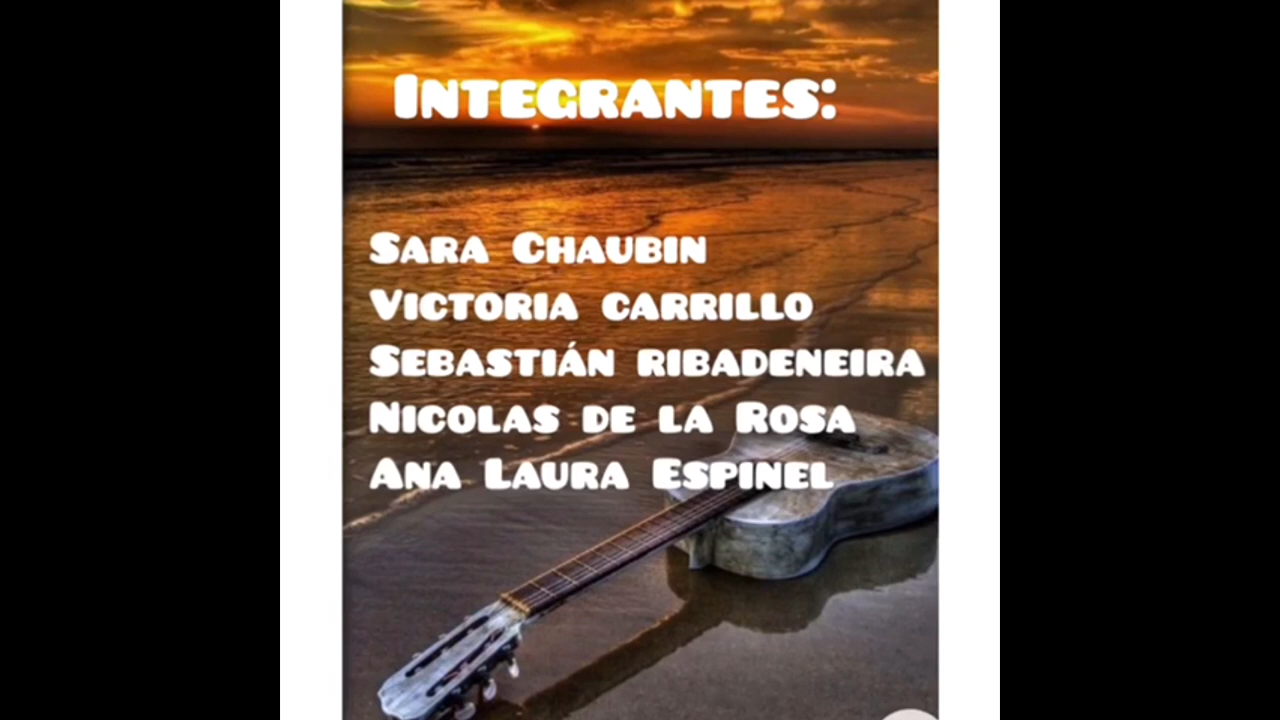 Integrantes:
Sara Chaubin
Victoria carrillo
Sebastián ribadeneira
Nicolas de la Rosa
Ana Laura Espinel